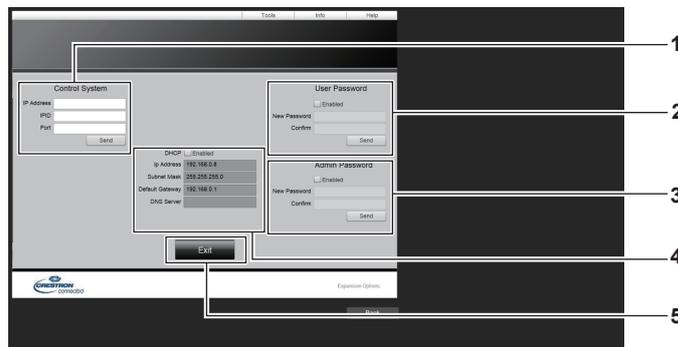 Tools Info Help
1
Control System
IP Address
IPID
Port
Send
User Password
Enabled
New Password
Confirm
Send
2
DHCP Enabled
Ip Address 192.168.0.8
Subnet Mask 255.255.255.0
Default Gateway 192.168.0.1
DNS Server
Admin Password
Enabled
New Password
Confirm
Send
3
4
Exit
CRESTRON
connected
Expansion Options
Back
5